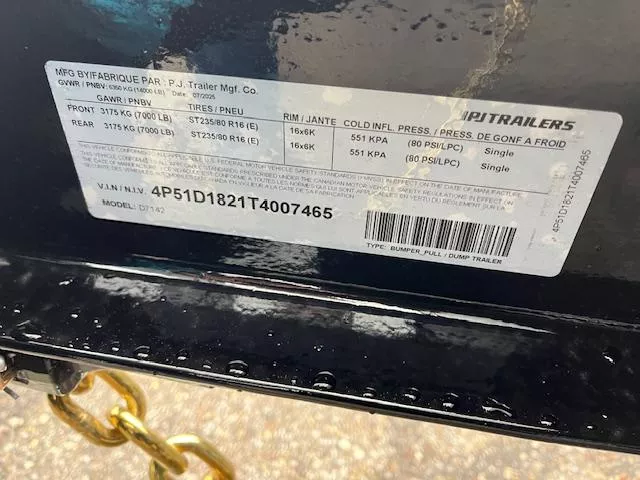 MFG BY/FABRIQUE PAR : P.J. Trailer Mfg. Co.
GVWR / PNBV: 6350 KG (14000 LB) Date: 07/2025
PJTRAILERS
GAWR / PNBV TIRES / PNEU RIM / JANTE COLD INFL. PRESS. / PRESS. DE GONF A FROID
FRONT 3175 KG (7000 LB) ST235/80 R16 (E) 16x6K 551 KPA (80 PSI/LPC) Single
REAR 3175 KG (7000 LB) ST235/80 R16 (E) 16x6K 551 KPA (80 PSI/LPC) Single
V.I.N / N.I.V. 4P51D1821T4007465
MODEL: D7142
TYPE: BUMPER_PULL / DUMP TRAILER
4P51D1821T4007465